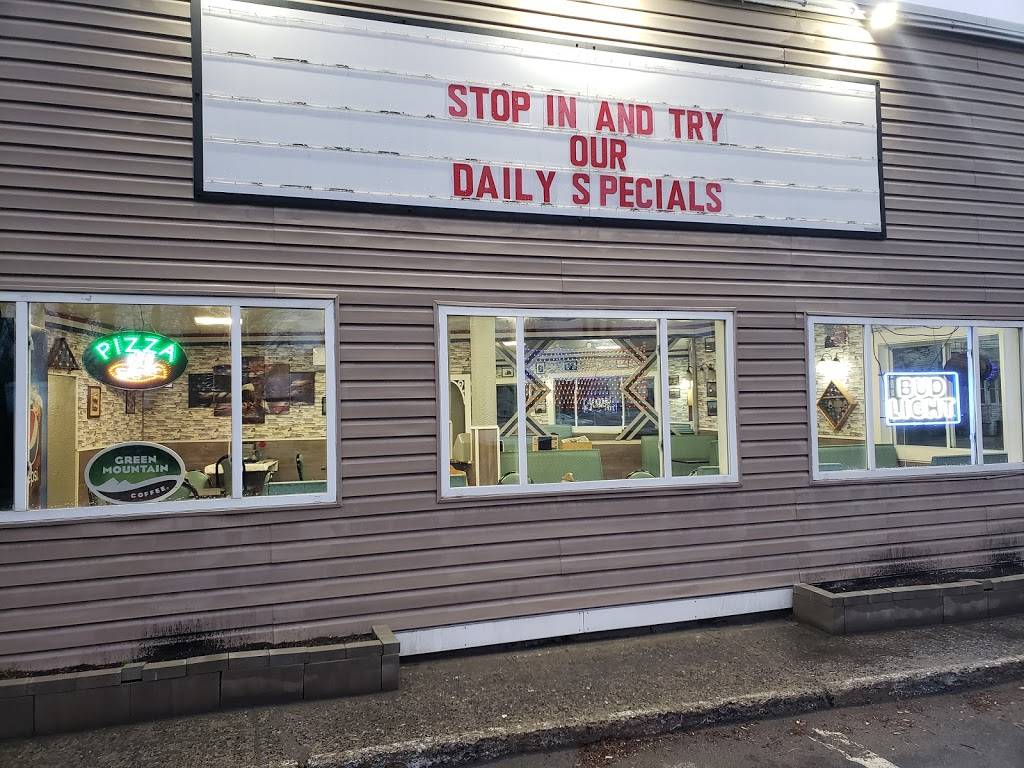 STOP IN AND TRY
OUR
DAILY SPECIALS
PIZZA
GREEN
MOUNTAIN
COFFEE
BUD
LIGHT